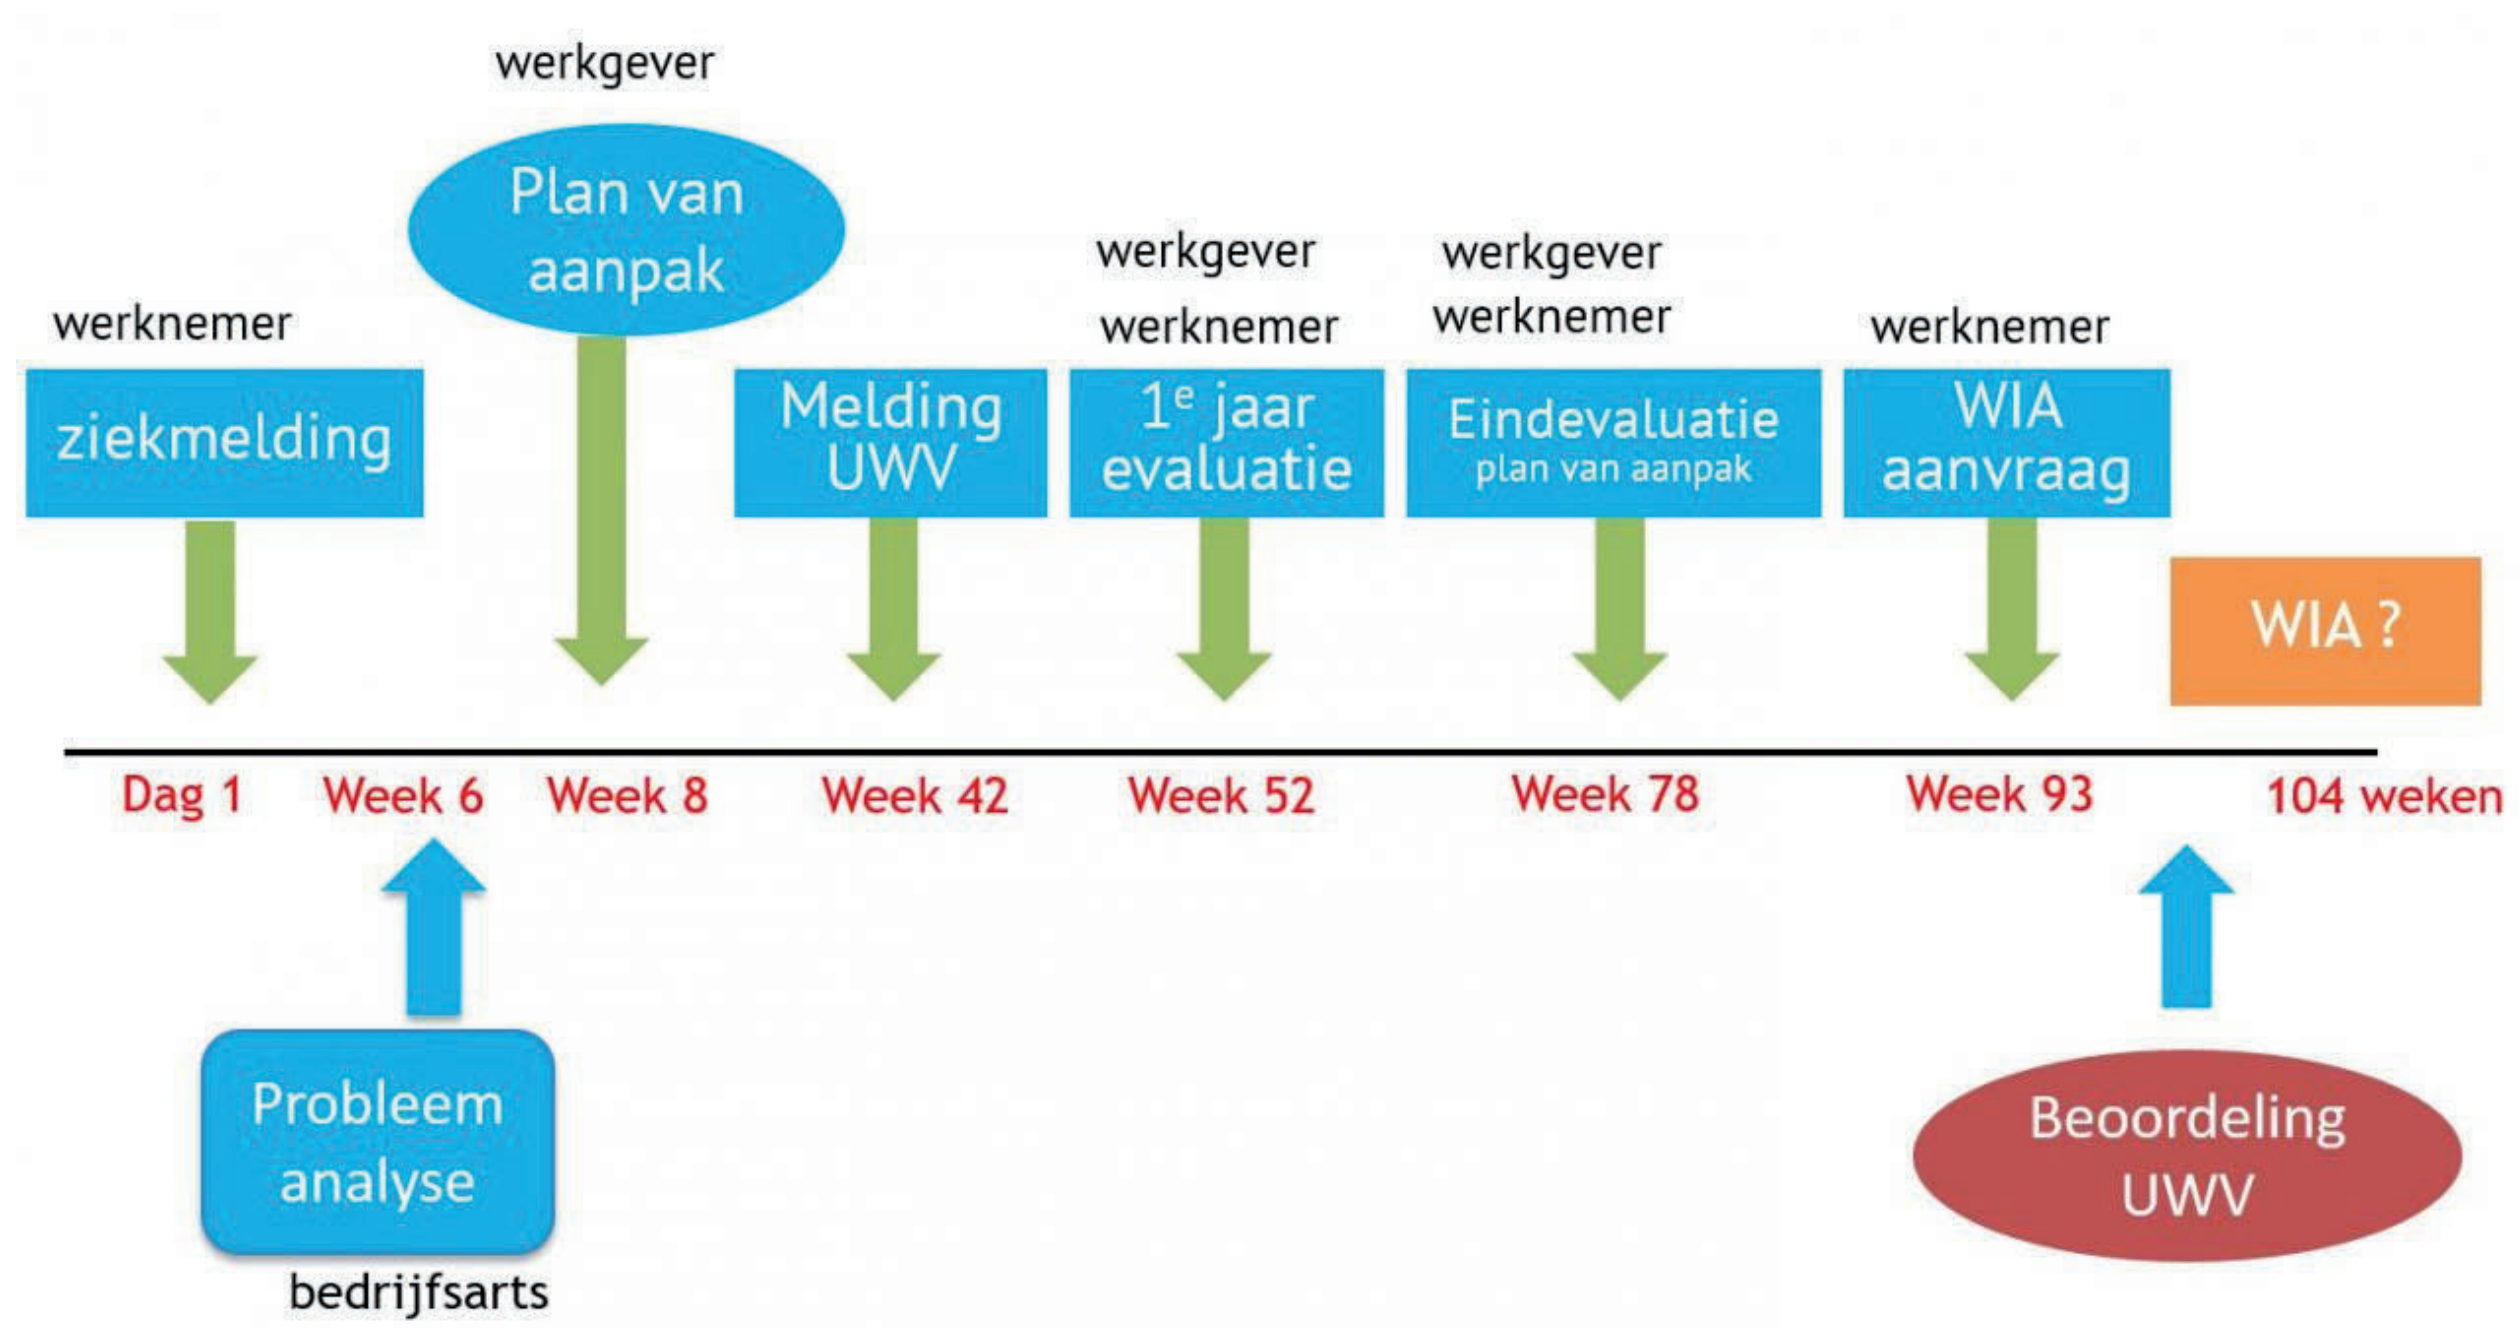 werkgever
Plan van
aanpak
werknemer
ziekmelding
Melding
UWV
werkgever
werknemer
1e jaar
evaluatie
werkgever
werknemer
Eindevaluatie
plan van aanpak
werknemer
WIA
aanvraag
WIA ?
Dag 1
Week 6
Week 8
Week 42
Week 52
Week 78
Week 93
104 weken
Probleem
analyse
bedrijfsarts
Beoordeling
UWV